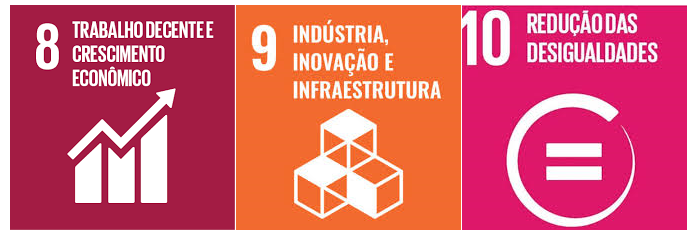 8
TRABALHO DECENTE E
CRESCIMENTO
ECONÔMICO
9
INDÚSTRIA,
INOVAÇÃO E
INFRAESTRUTURA
10
REDUÇÃO DAS
DESIGUALDADES